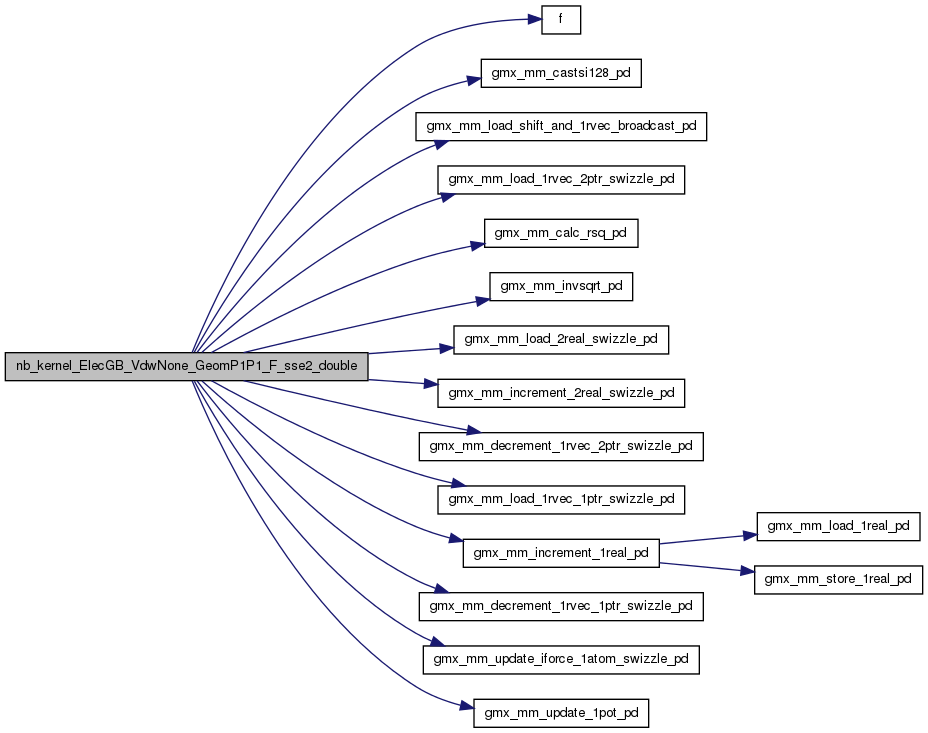 f
gmx_mm_castsi128_pd
gmx_mm_load_shift_and_1rvec_broadcast_pd
gmx_mm_load_1rvec_2ptr_swizzle_pd
gmx_mm_calc_rsq_pd
gmx_mm_invsqrt_pd
gmx_mm_load_2real_swizzle_pd
nb_kernel_ElecGB_VdwNone_GeomP1P1_F_sse2_double
gmx_mm_increment_2real_swizzle_pd
gmx_mm_decrement_1rvec_2ptr_swizzle_pd
gmx_mm_load_1rvec_1ptr_swizzle_pd
gmx_mm_increment_1real_pd
gmx_mm_load_1real_pd
gmx_mm_store_1real_pd
gmx_mm_decrement_1rvec_1ptr_swizzle_pd
gmx_mm_update_iforce_1atom_swizzle_pd
gmx_mm_update_1pot_pd